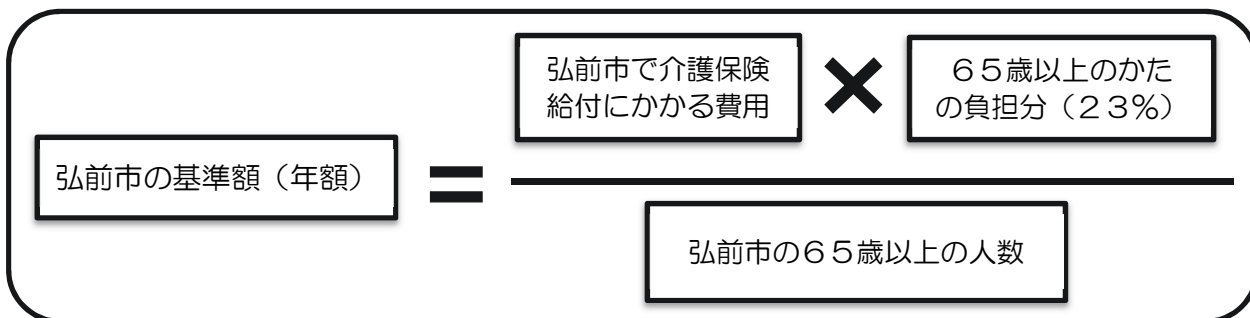 弘前市で介護保険
給付にかかる費用
×
６５歳以上のかた
の負担分（２３％）
弘前市の基準額（年額）
＝
弘前市の６５歳以上の人数